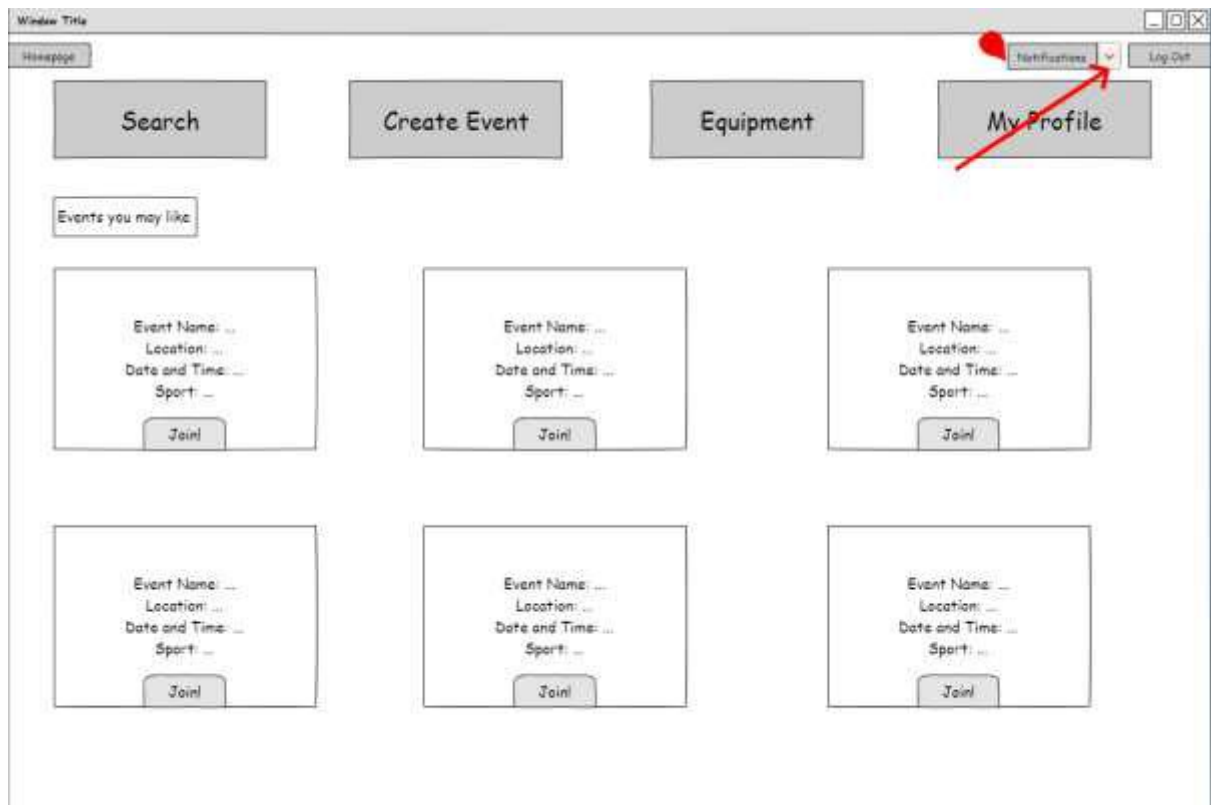 Window Title
Homepage
Notifications
Log Out
Search
Create Event
Equipment
My Profile
Events you may like
Event Name: ...
Location: ...
Date and Time: ...
Sport: ...
Join!
Event Name: ...
Location: ...
Date and Time: ...
Sport: ...
Join!
Event Name: ...
Location: ...
Date and Time: ...
Sport: ...
Join!
Event Name: ...
Location: ...
Date and Time: ...
Sport: ...
Join!
Event Name: ...
Location: ...
Date and Time: ...
Sport: ...
Join!
Event Name: ...
Location: ...
Date and Time: ...
Sport: ...
Join!